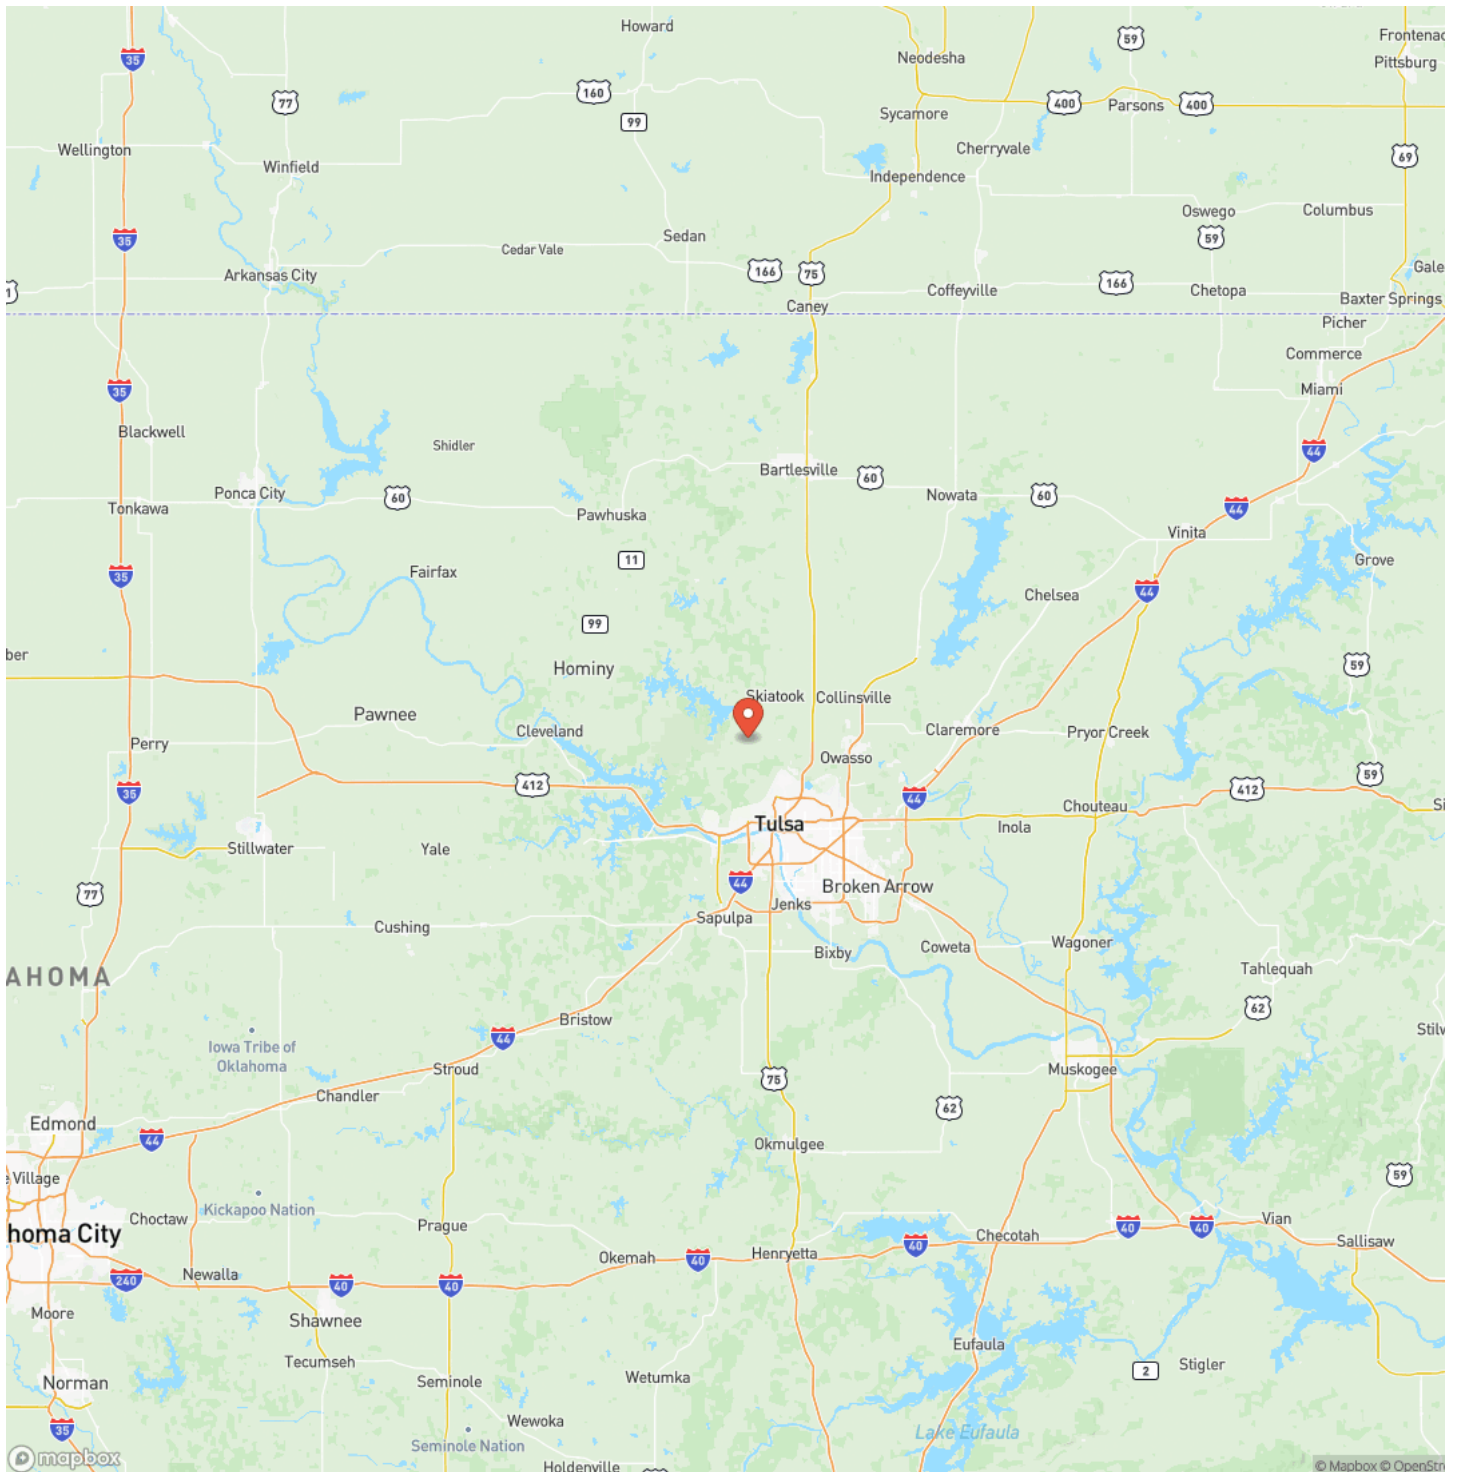 Howard
59
Frontenac
35
Neodesha
Pittsburg
77
160
400
Parsons
400
99
Sycamore
Wellington
Winfield
Cherryvale
69
Independence
Oswego
Columbus
35
Sedan
59
Cedar Vale
Arkansas City
166
75
Gale
1
Coffeyville
166
Chetopa
Caney
Baxter Springs
Picher
Commerce
35
Miami
Blackwell
Shidler
44
Bartlesville
60
Ponca City
60
Nowata
60
Tonkawa
Pawhuska
44
Vinita
11
Grove
35
Fairfax
44
Chelsea
99
ber
Hominy
59
Skiatook
Collinsville
Pawnee
Cleveland
Claremore
Pryor Creek
Perry
Owasso
59
412
412
35
44
Chouteau
Si
Tulsa
Inola
Stillwater
Yale
44
Broken Arrow
77
Jenks
Sapulpa
Cushing
Wagoner
Coweta
Bixby
AHOMA
Tahlequah
62
Bristow
Stilw
44
Iowa Tribe of
Oklahoma
Stroud
Muskogee
75
Chandler
62
Edmond
44
Okmulgee
e Village
59
Kickapoo Nation
Choctaw
Prague
40
40
Vian
homa City
Checotah
Sallisaw
40
Okemah
40
Henryetta
Newalla
240
40
40
Moore
Shawnee
Eufaula
Tecumseh
Stigler
2
Norman
Seminole
Wetumka
Wewoka
35
Lake Eufaula
Seminole Nation
mapbox
Holdenville
© Mapbox © OpenStr